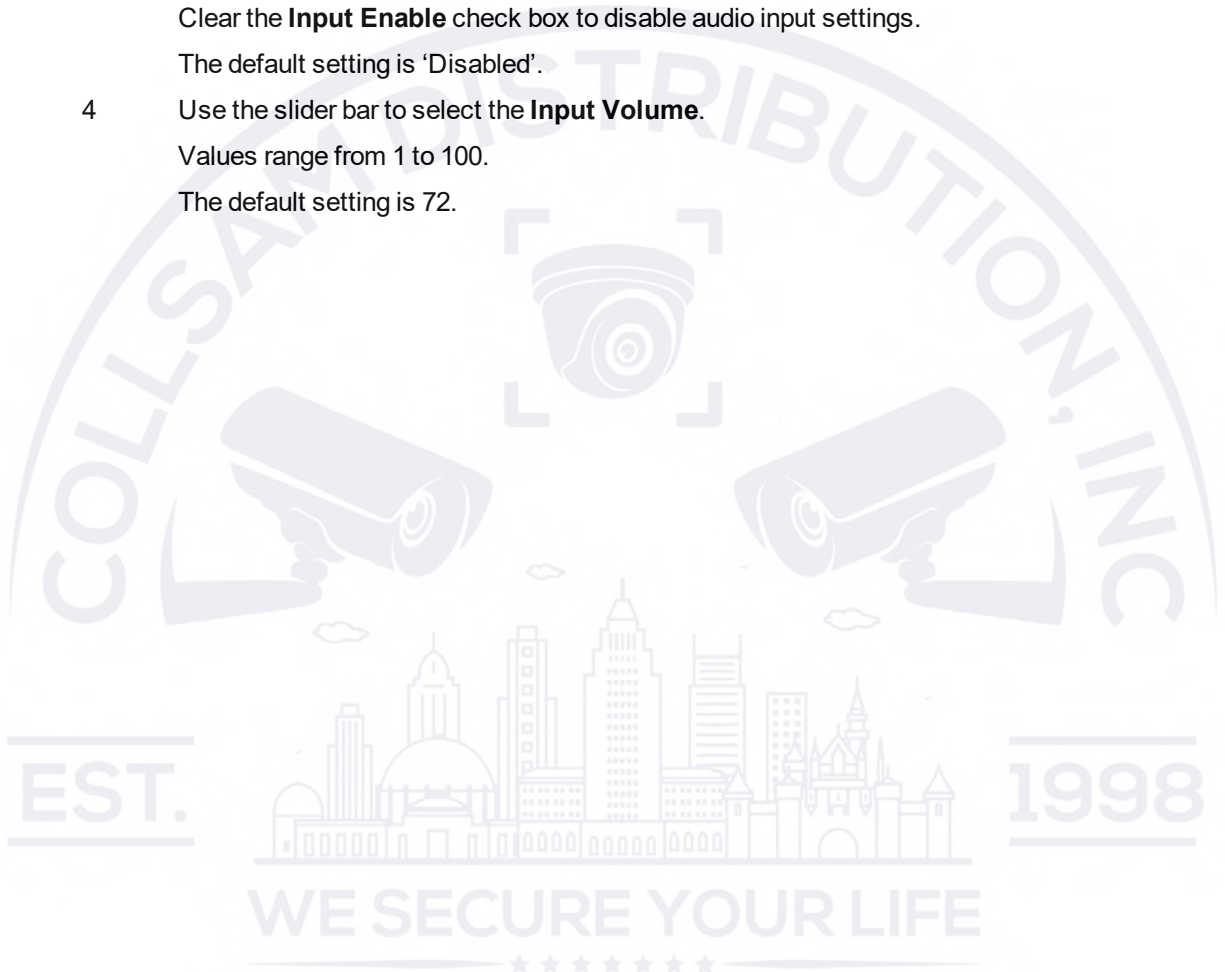 Clear the Input Enable check box to disable audio input settings.
The default setting is ‘Disabled’.
4 Use the slider bar to select the Input Volume.
Values range from 1 to 100.
The default setting is 72.
COLLSAM DISTRIBUTION, INC
EST. 1998
WE SECURE YOUR LIFE